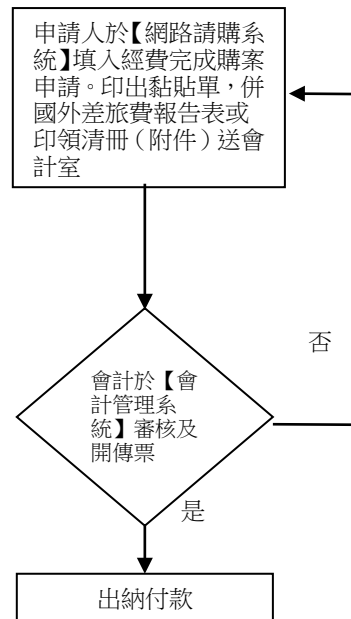 申請人於【網路請購系
統】填入經費完成購案
申請。印出黏貼單，併
國外差旅費報告表或
印領清冊（附件）送會
計室
否
會計於【會
計管理系
統】審核及
開傳票
是
出納付款